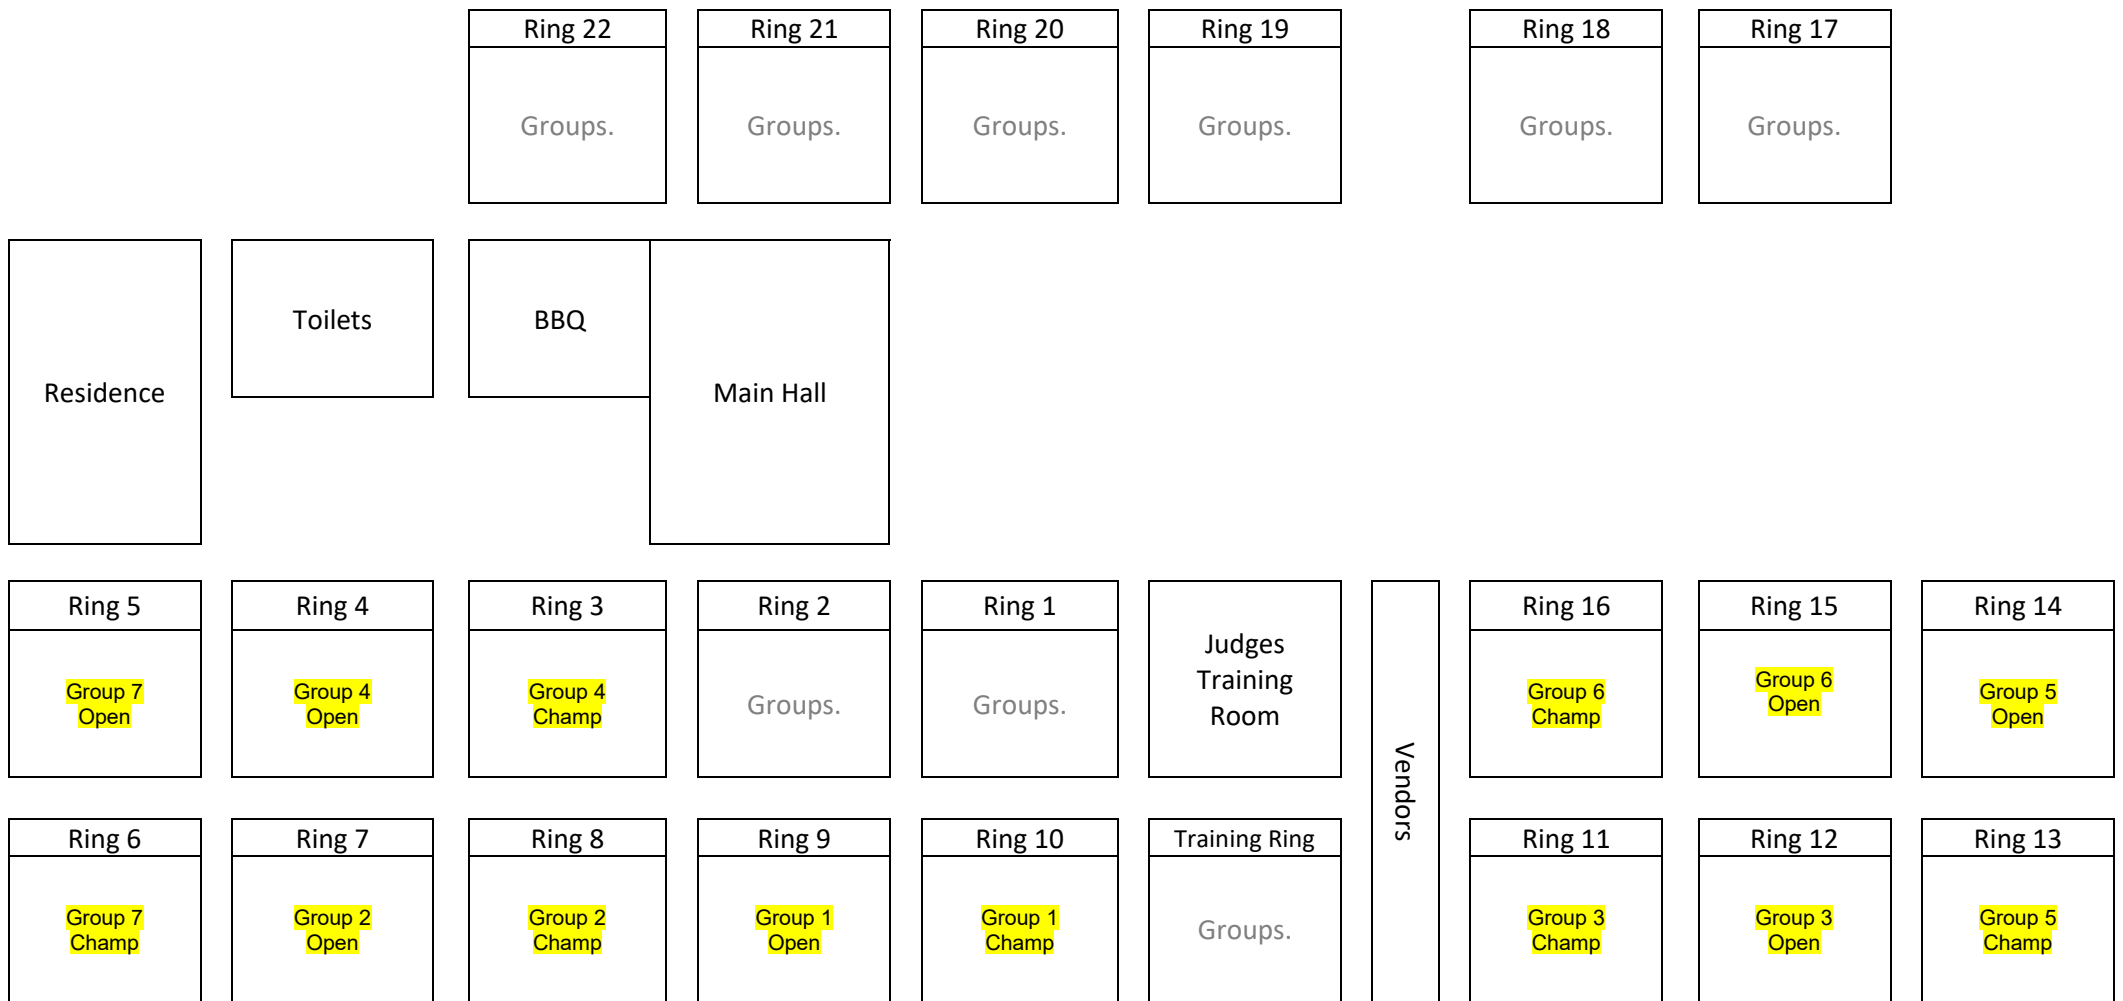 Ring 22
Ring 21
Ring 20
Ring 19
Ring 18
Ring 17
Groups.
Groups.
Groups.
Groups.
Groups.
Groups.
Residence
Toilets
BBQ
Main Hall
Ring 5
Ring 4
Ring 3
Ring 2
Ring 1
Judges
Training
Room
Vendors
Ring 16
Ring 15
Ring 14
Group 7
Open
Group 4
Open
Group 4
Champ
Groups.
Groups.
Group 6
Champ
Group 6
Open
Group 5
Open
Ring 6
Ring 7
Ring 8
Ring 9
Ring 10
Training Ring
Ring 11
Ring 12
Ring 13
Group 7
Champ
Group 2
Open
Group 2
Champ
Group 1
Open
Group 1
Champ
Groups.
Group 3
Champ
Group 3
Open
Group 5
Champ